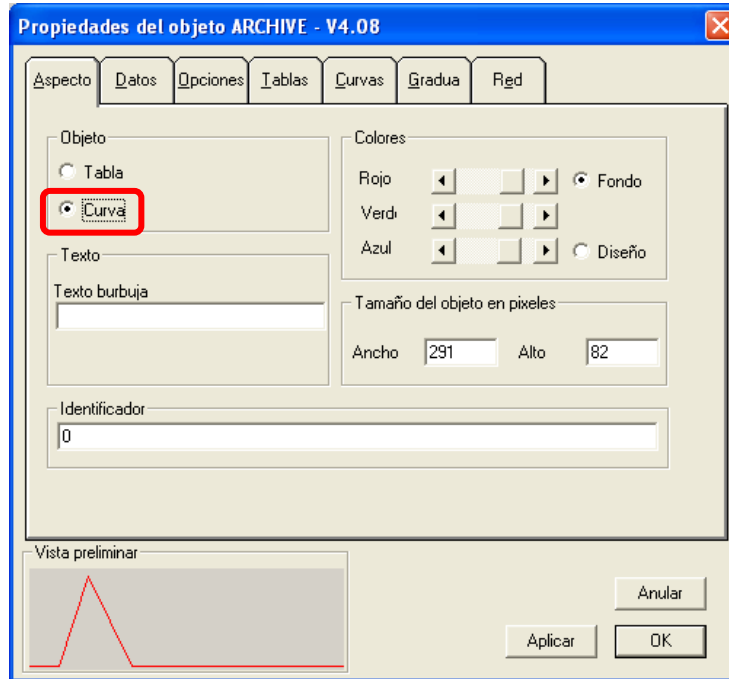 Propiedades del objeto ARCHIVE - V4.08
Aspecto Datos Opciones Tablas Curvas Gradua Red
Objeto
Tabla
Curva
Texto
Texto burbuja
Colores
Rojo Fondo
Verd
Azul Diseño
Tamaño del objeto en pixeles
Ancho 291 Alto 82
Identificador
0
Vista preliminar
Anular
Aplicar OK